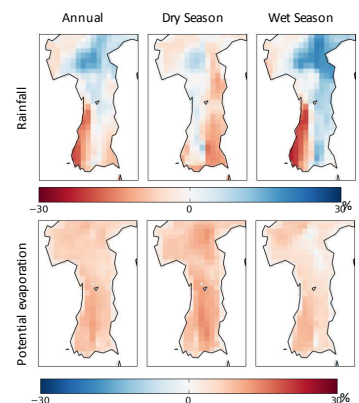 Annual Dry Season Wet Season
Rainfall
−30 0 30%
Potential evaporation
−30 0 30%